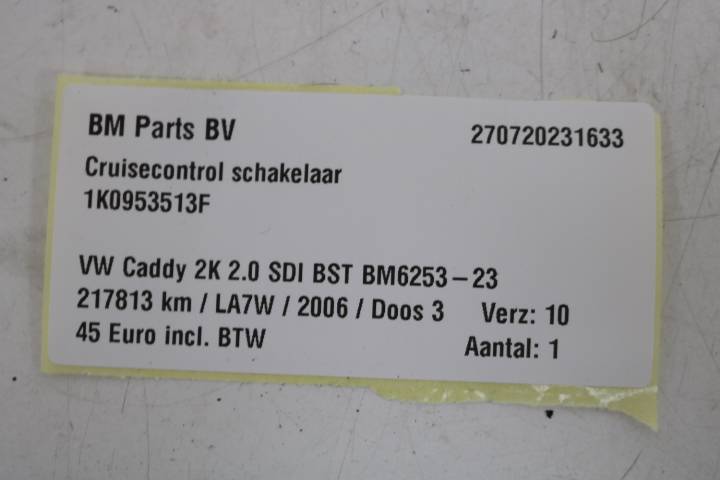 BM Parts BV 270720231633
Cruisecontrol schakelaar
1K0953513F
VW Caddy 2K 2.0 SDI BST BM6253-23
217813 km / LA7W / 2006 / Doos 3 Verz: 10
45 Euro incl. BTW Aantal: 1